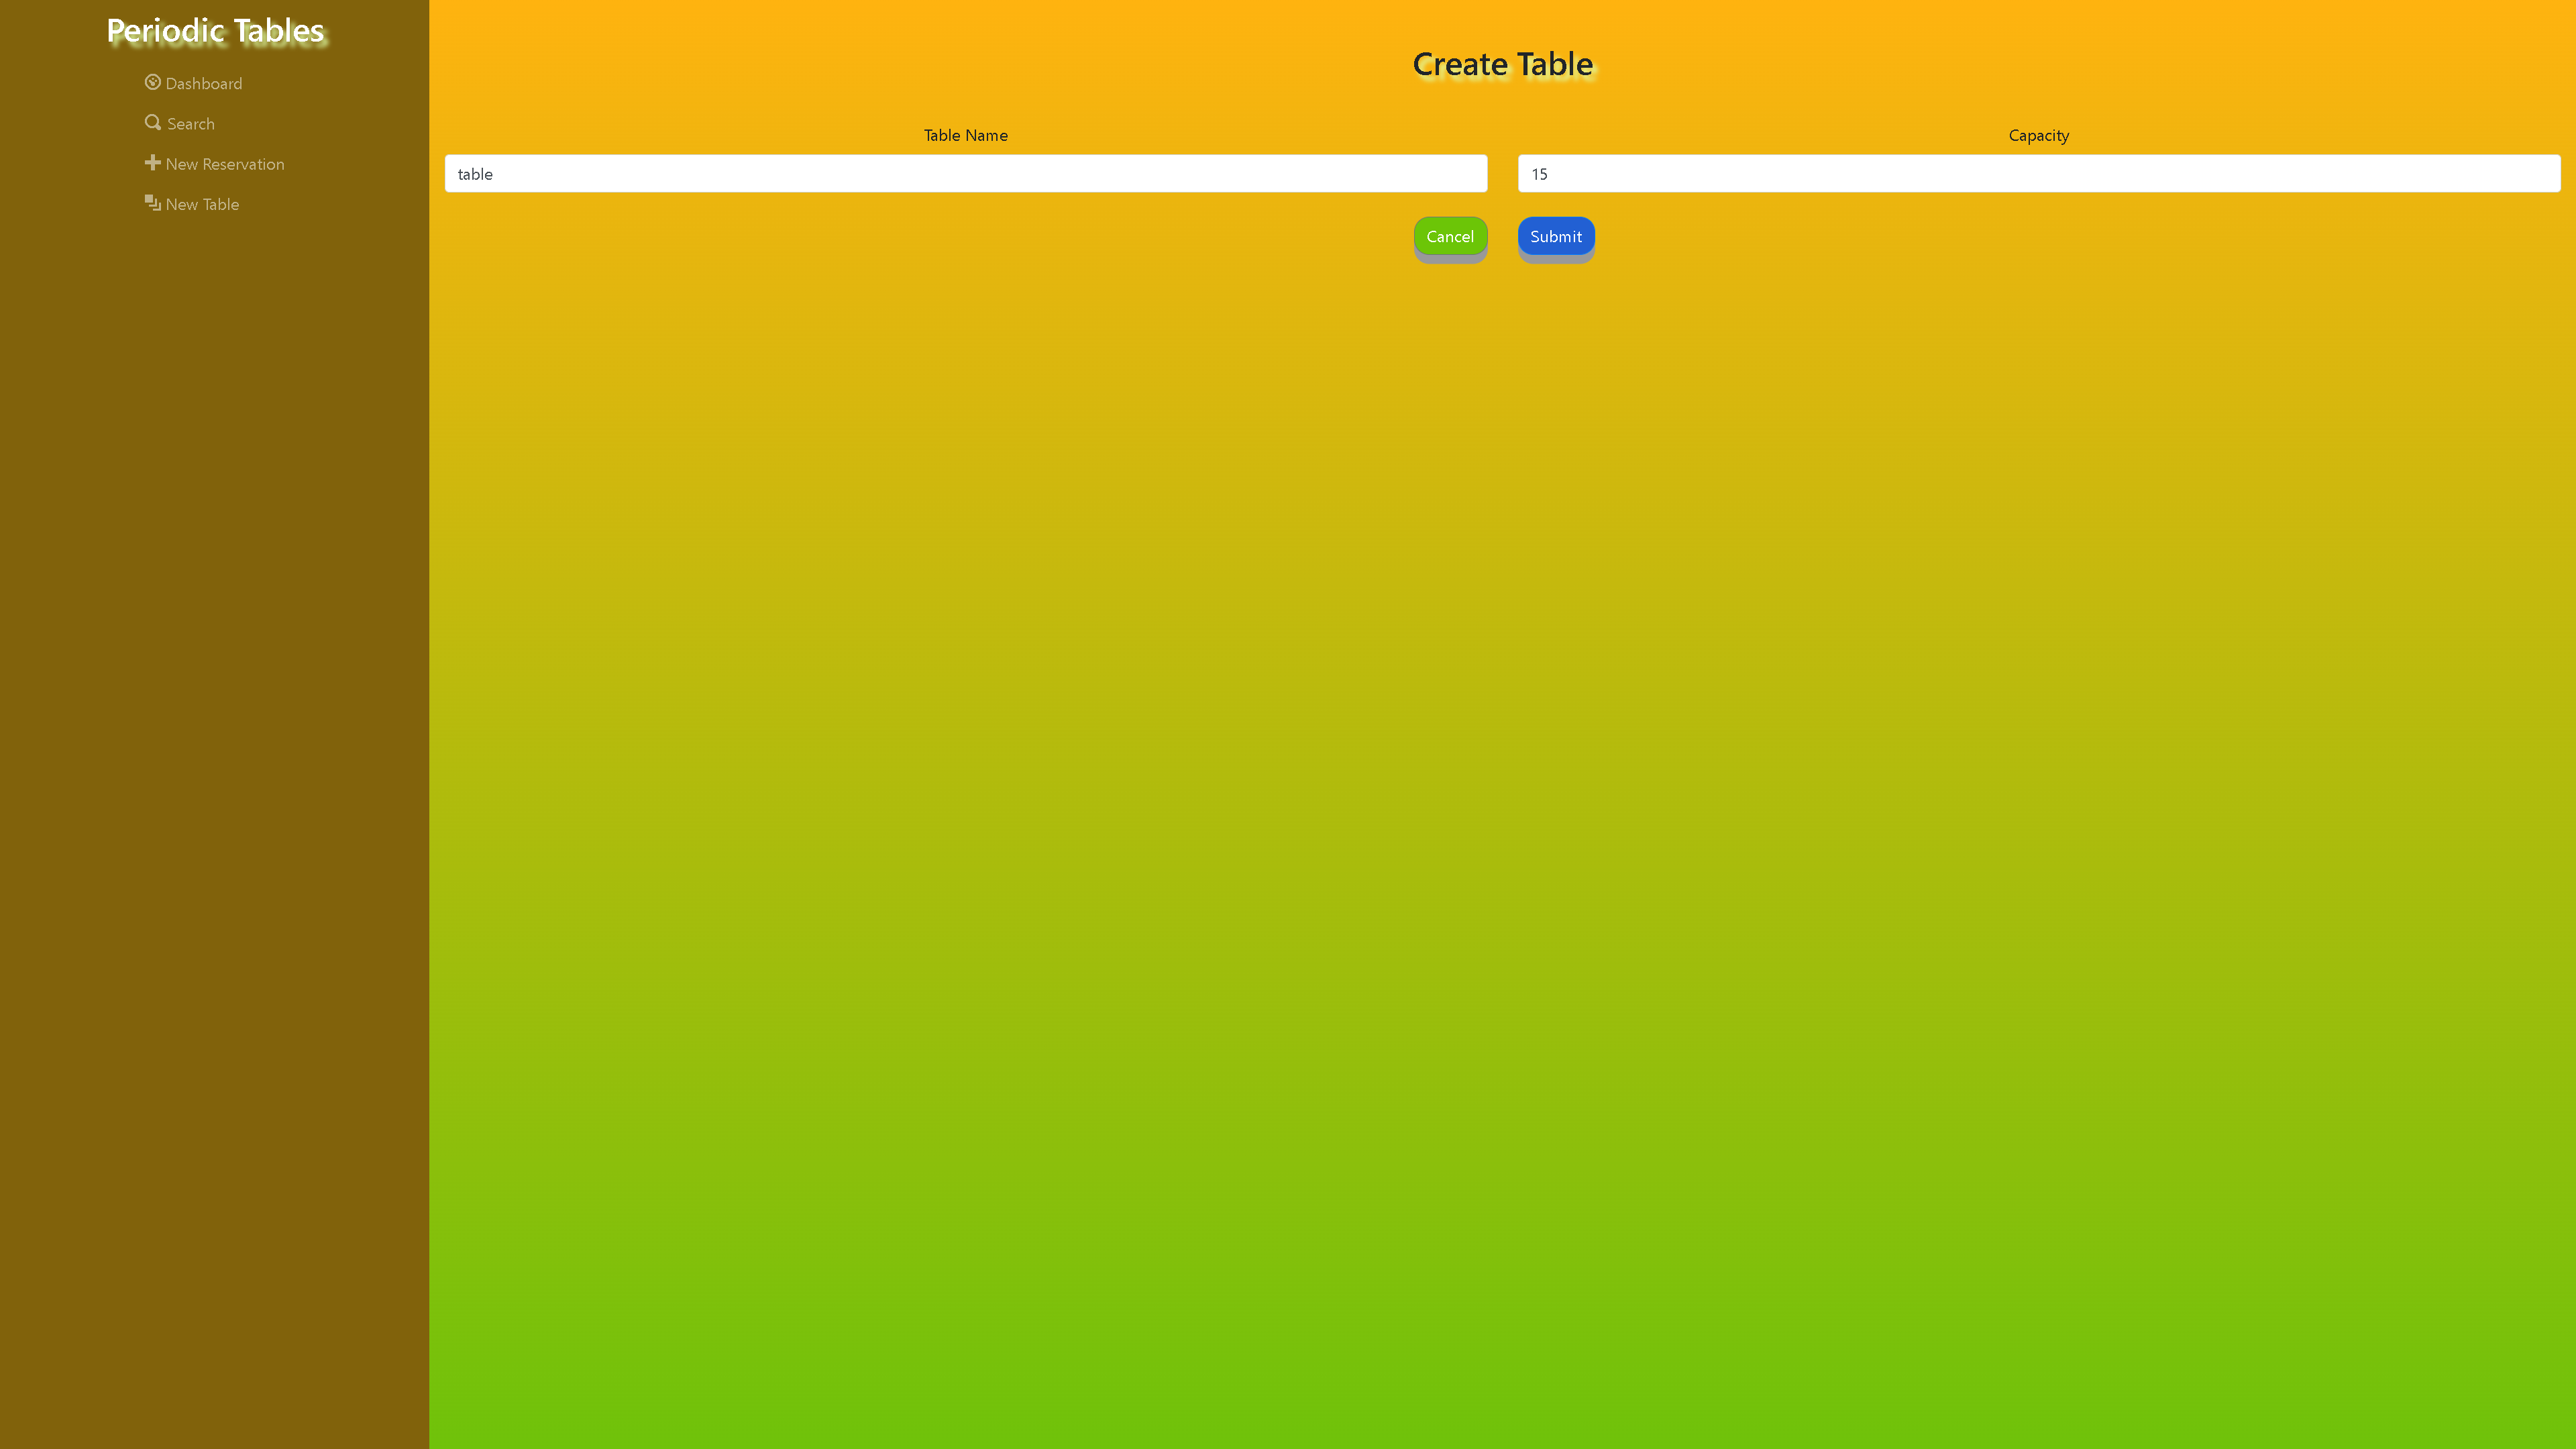 Periodic Tables
Dashboard
Search
New Reservation
New Table
Create Table
Table Name
Capacity
table
15
Cancel
Submit